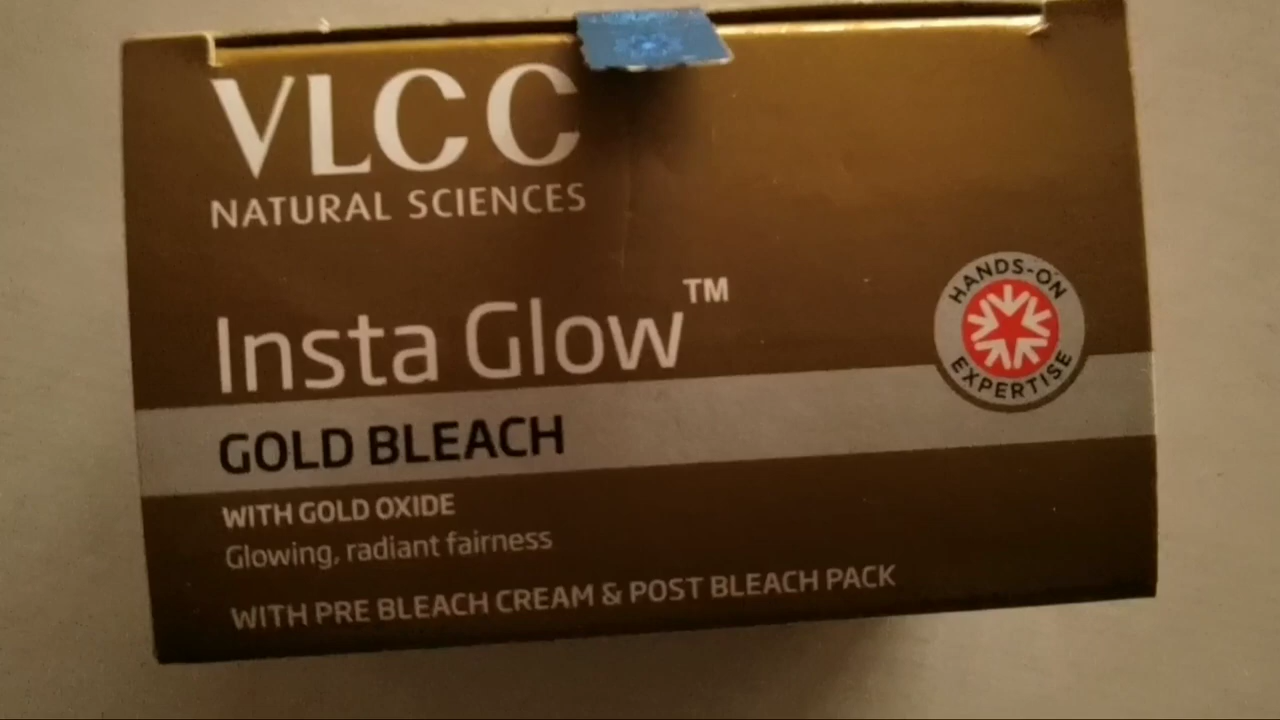 VLCC
NATURAL SCIENCES
Insta Glow™
HANDS-ON
EXPERTISE
GOLD BLEACH
WITH GOLD OXIDE
Glowing, radiant fairness
WITH PRE BLEACH CREAM & POST BLEACH PACK